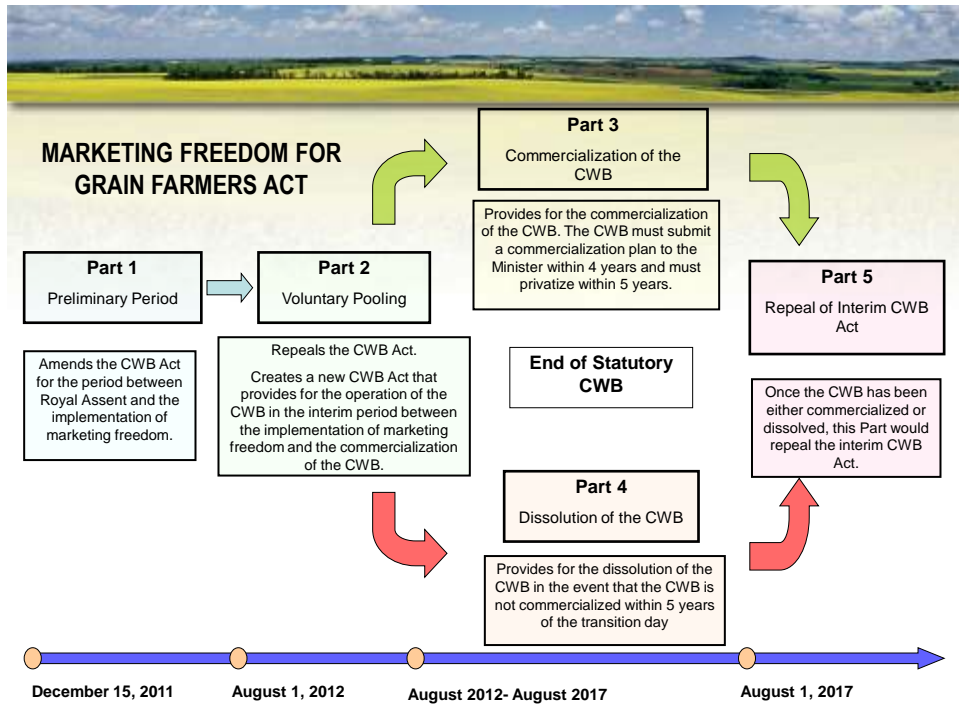 MARKETING FREEDOM FOR
GRAIN FARMERS ACT
Part 1
Preliminary Period
Amends the CWB Act
for the period between
Royal Assent and the
implementation of
marketing freedom.
Part 2
Voluntary Pooling
Repeals the CWB Act.
Creates a new CWB Act that
provides for the operation of the
CWB in the interim period between
the implementation of marketing
freedom and the commercialization
of the CWB.
Part 3
Commercialization of the
CWB
Provides for the commercialization
of the CWB. The CWB must submit
a commercialization plan to the
Minister within 4 years and must
privatize within 5 years.
End of Statutory
CWB
Part 4
Dissolution of the CWB
Provides for the dissolution of the
CWB in the event that the CWB is
not commercialized within 5 years
of the transition day
Part 5
Repeal of Interim CWB
Act
Once the CWB has been
either commercialized or
dissolved, this Part would
repeal the interim CWB
Act.
December 15, 2011
August 1, 2012
August 2012- August 2017
August 1, 2017